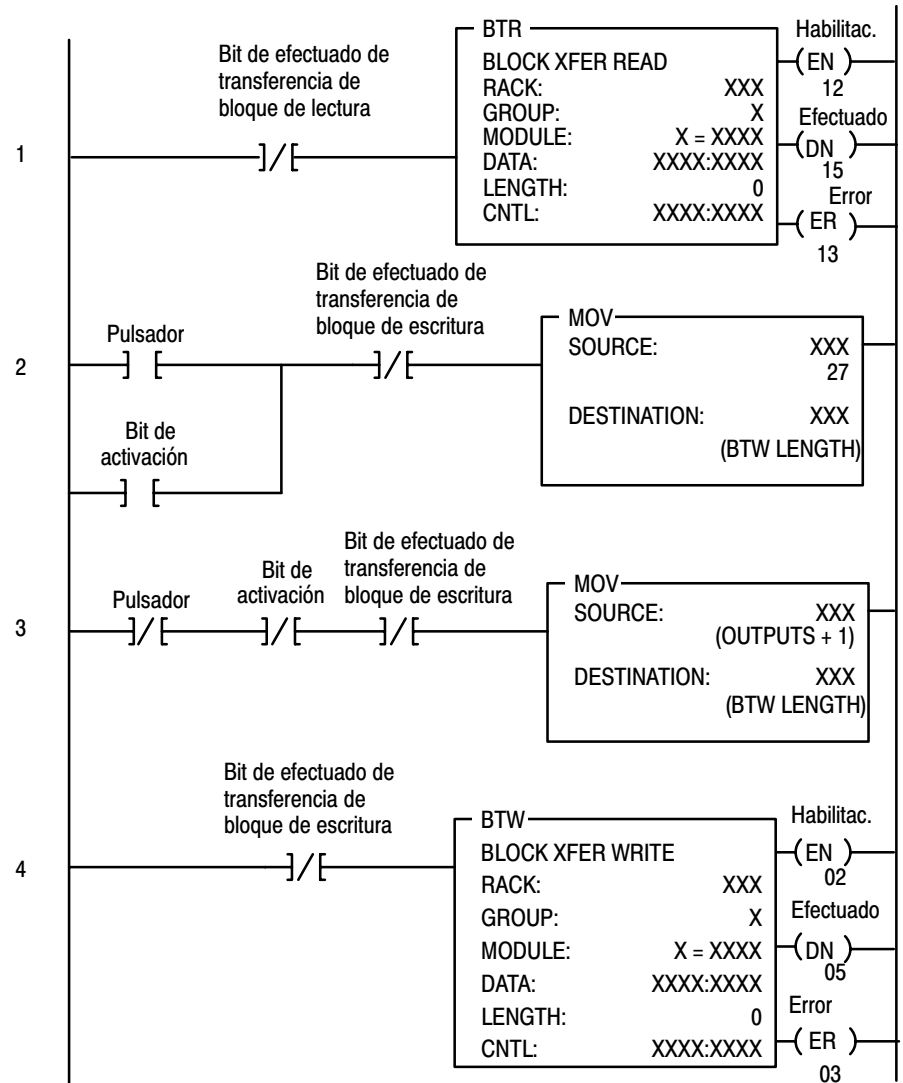 1
Bit de efectuado de
transferencia de
bloque de lectura
BTR
BLOCK XFER READ
RACK: XXX
GROUP: X
MODULE: X = XXXX
DATA: XXXX:XXXX
LENGTH: 0
CNTL: XXXX:XXXX
Habilitac.
EN
12
Efectuado
DN
15
Error
ER
13
2
Pulsador
Bit de
activación
Bit de efectuado de
transferencia de
bloque de escritura
MOV
SOURCE: XXX
27
DESTINATION: XXX
(BTW LENGTH)
3
Pulsador
Bit de
activación
Bit de efectuado de
transferencia de
bloque de escritura
MOV
SOURCE: XXX
(OUTPUTS + 1)
DESTINATION: XXX
(BTW LENGTH)
4
Bit de efectuado de
transferencia de
bloque de escritura
BTW
BLOCK XFER WRITE
RACK: XXX
GROUP: X
MODULE: X = XXXX
DATA: XXXX:XXXX
LENGTH: 0
CNTL: XXXX:XXXX
Habilitac.
EN
02
Efectuado
DN
05
Error
ER
03